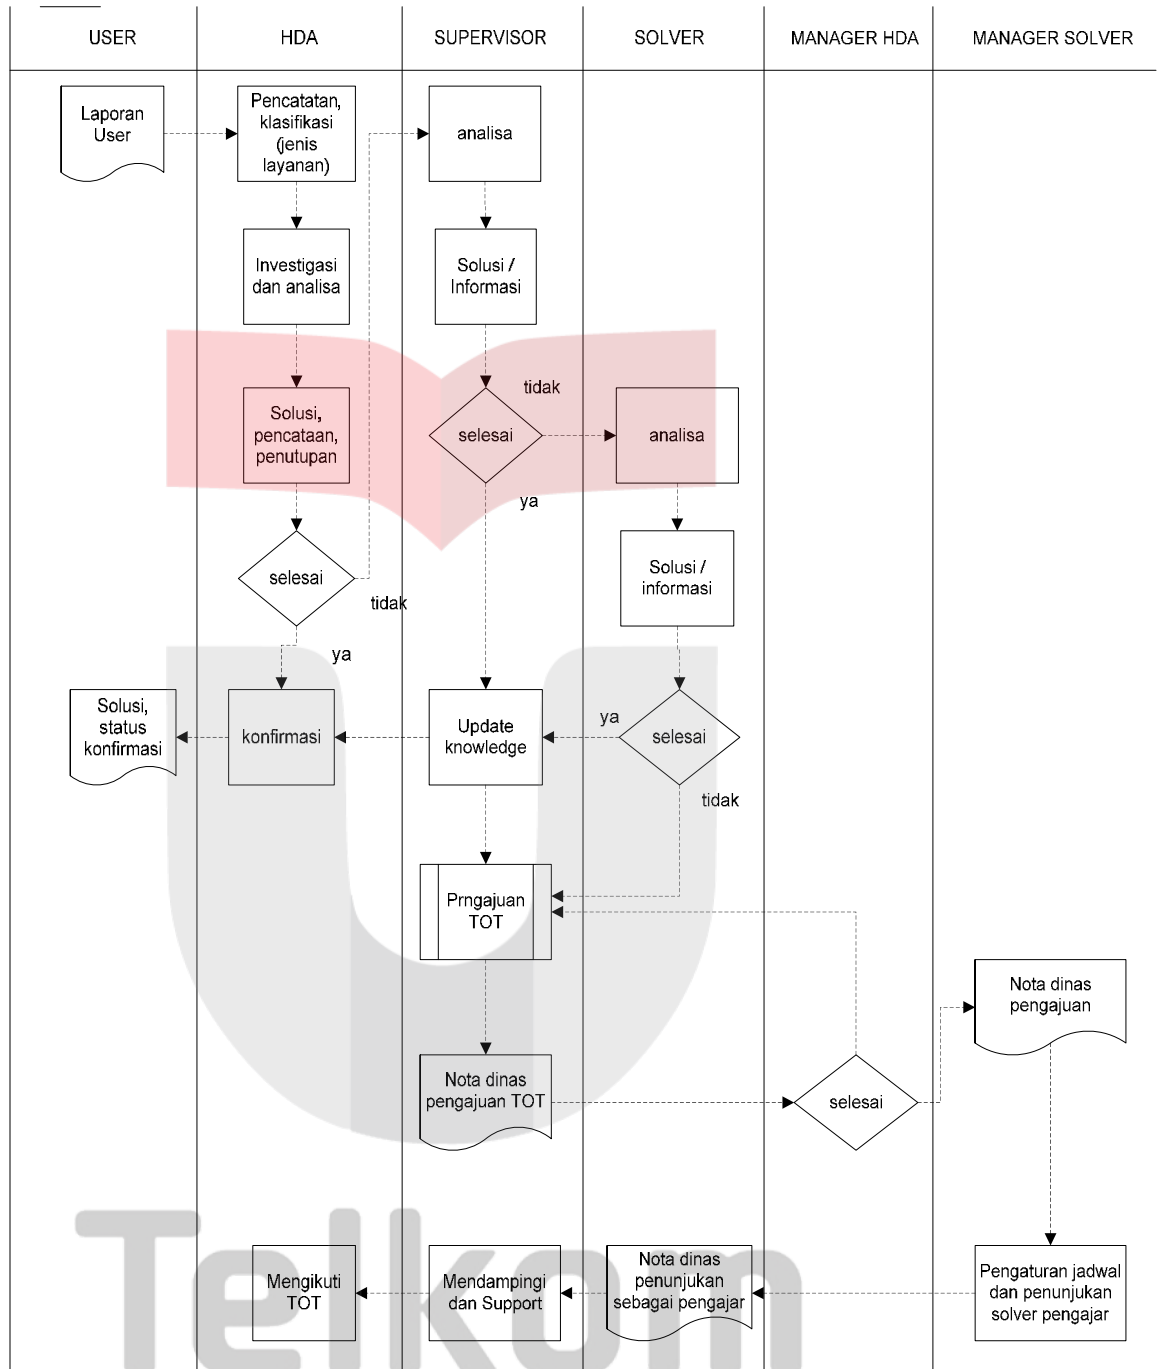 USER
HDA
SUPERVISOR
SOLVER
MANAGER HDA
MANAGER SOLVER
Laporan
User
Pencatatan,
klasifikasi
(jenis
layanan)
analisa
Investigasi
dan analisa
Solusi /
Informasi
tidak
Solusi,
pencataan,
penutupan
selesai
analisa
ya
selesai
tidak
Solusi /
informasi
ya
Solusi,
status
konfirmasi
konfirmasi
Update
knowledge
ya
selesai
tidak
Prngajuan
TOT
Nota dinas
pengajuan
Nota dinas
pengajuan TOT
selesai
Mengikuti
TOT
Mendampingi
dan Support
Nota dinas
penunjukan
sebagai pengajar
Pengaturan jadwal
dan penunjukan
solver pengajar
Telkom